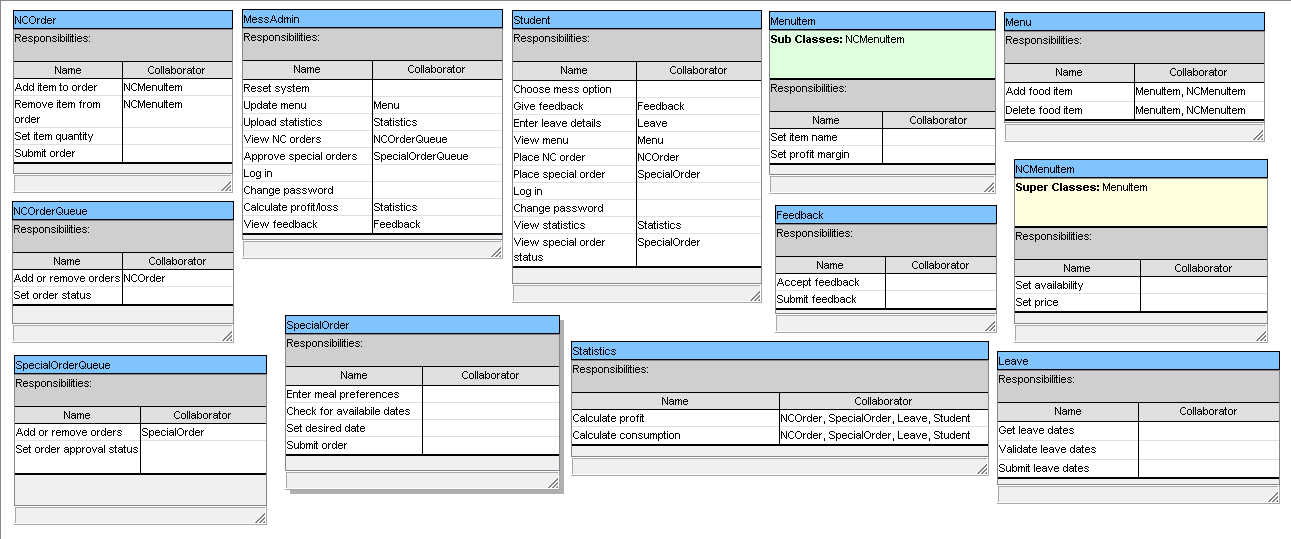 NCOrder
Responsibilities:
Name Collaborator
Add item to order NCMenuItem
Remove item from NCMenuItem
order
Set item quantity
Submit order
MessAdmin
Responsibilities:
Name Collaborator
Reset system
Update menu Menu
Upload statistics Statistics
View NC orders NCOrderQueue
Approve special orders SpecialOrderQueue
Log in
Change password
Calculate profit/loss Statistics
View feedback Feedback
Student
Responsibilities:
Name Collaborator
Choose mess option
Give feedback Feedback
Enter leave details Leave
View menu Menu
Place NC order NCOrder
Place special order SpecialOrder
Log in
Change password
View statistics Statistics
View special order SpecialOrder
status
MenuItem
Sub Classes: NCMenuItem
Responsibilities:
Name Collaborator
Set item name
Set profit margin
Menu
Responsibilities:
Name Collaborator
Add food item MenuItem, NCMenuItem
Delete food item MenuItem, NCMenuItem
NCMenuItem
Super Classes: MenuItem
Responsibilities:
Name Collaborator
Set availability
Set price
NCOrderQueue
Responsibilities:
Name Collaborator
Add or remove orders NCOrder
Set order status
Feedback
Responsibilities:
Name Collaborator
Accept feedback
Submit feedback
SpecialOrderQueue
Responsibilities:
Name Collaborator
Add or remove orders SpecialOrder
Set order approval status
SpecialOrder
Responsibilities:
Name Collaborator
Enter meal preferences
Check for availabile dates
Set desired date
Submit order
Statistics
Responsibilities:
Name Collaborator
Calculate profit NCOrder, SpecialOrder, Leave, Student
Calculate consumption NCOrder, SpecialOrder, Leave, Student
Leave
Responsibilities:
Name Collaborator
Get leave dates
Validate leave dates
Submit leave dates